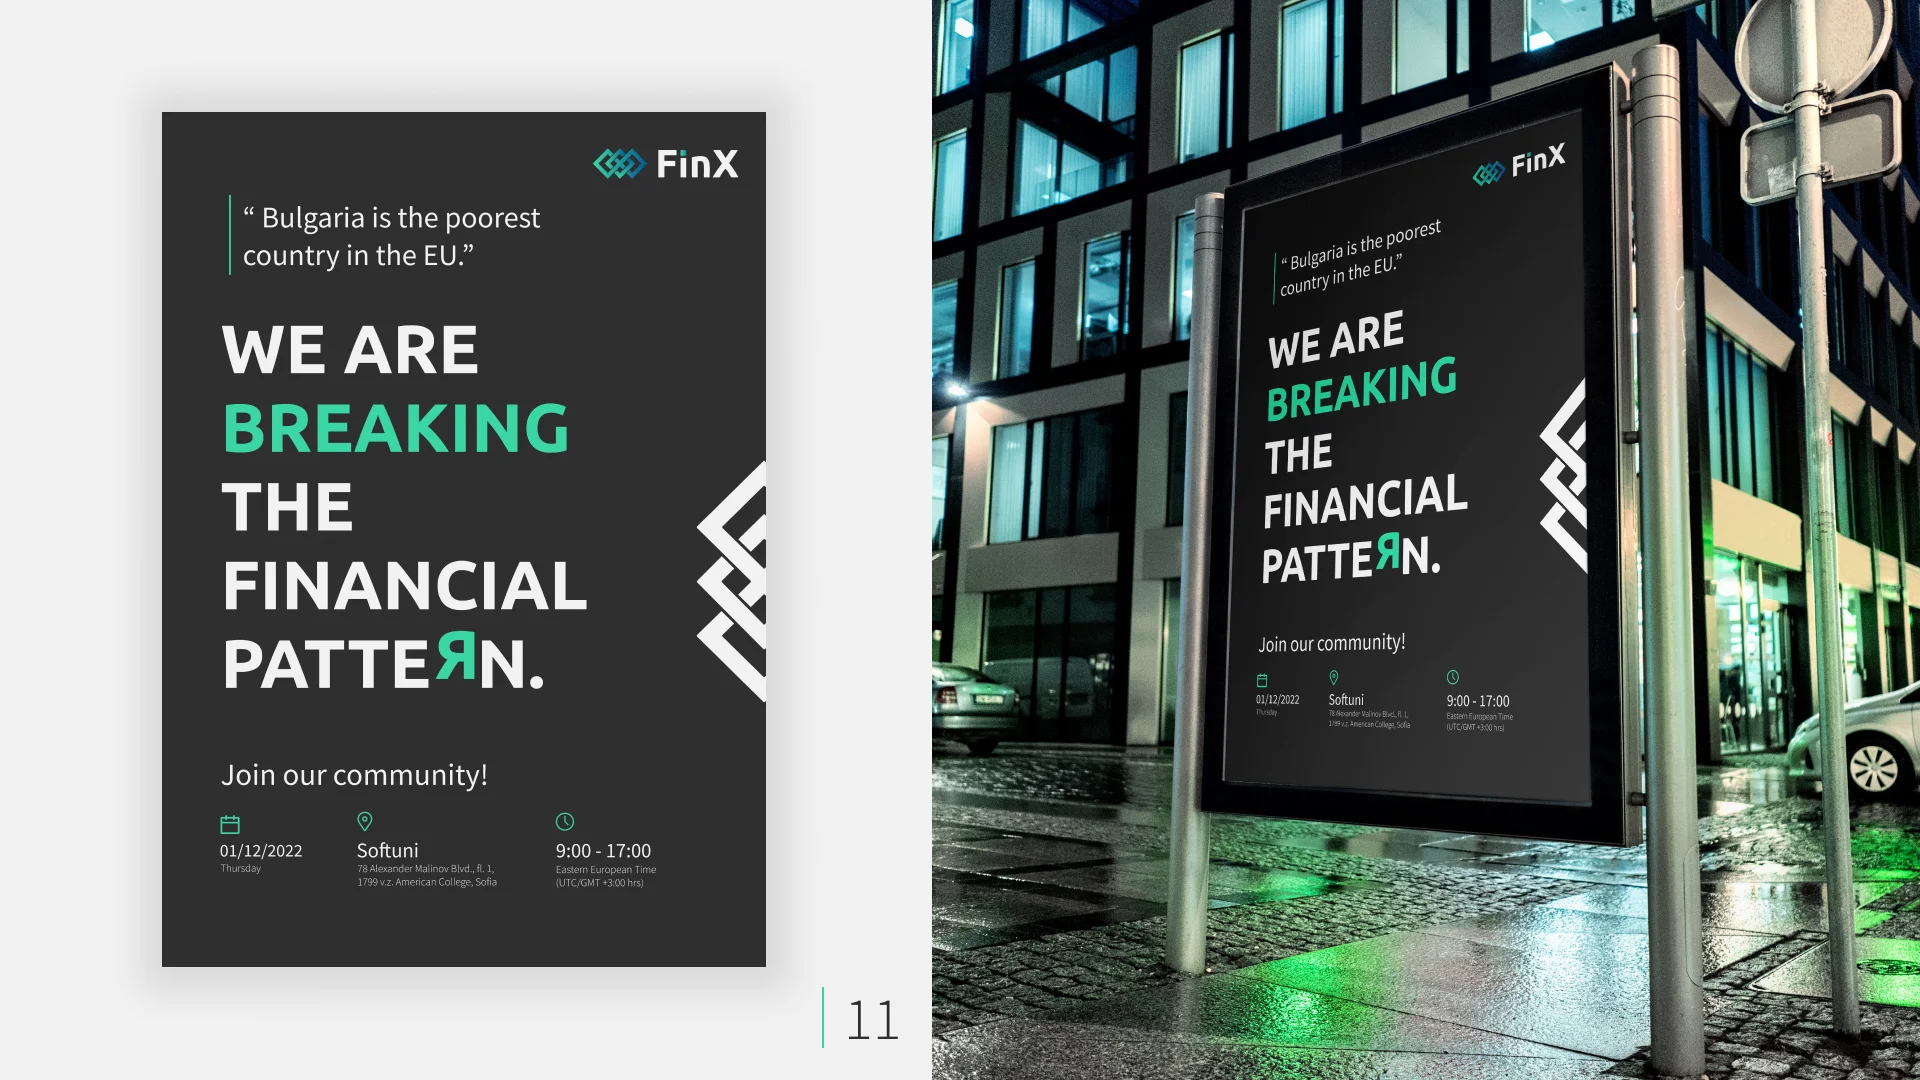 FinX
“ Bulgaria is the poorest
country in the EU.”
WE ARE
BREAKING
THE
FINANCIAL
PATTEЯN.
Join our community!
01/12/2022
Thursday
Softuni
78 Alexander Malinov Blvd., fl. 1,
1799 v.z. American College, Sofia
9:00 - 17:00
Eastern European Time
(UTC/GMT +3:00 hrs)
11
FinX
“ Bulgaria is the poorest
country in the EU.”
WE ARE
BREAKING
THE
FINANCIAL
PATTEЯN.
Join our community!
01/12/2022
Thursday
Softuni
78 Alexander Malinov Blvd., fl. 1,
1799 v.z. American College, Sofia
9:00 - 17:00
Eastern European Time
(UTC/GMT +3:00 hrs)